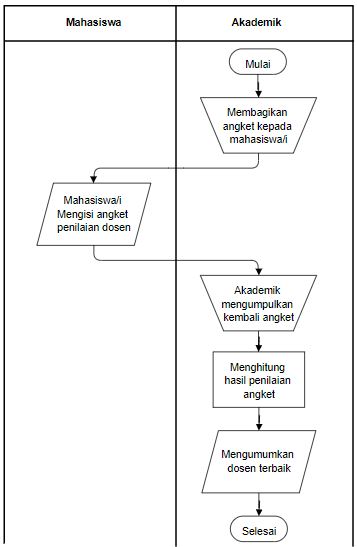 Mahasiswa
Akademik
Mulai
Membagikan
angket kepada
mahasiswa/i
Mahasiswa/i
Mengisi angket
penilaian dosen
Akademik
mengumpulkan
kembali angket
Menghitung
hasil penilaian
angket
Mengumumkan
dosen terbaik
Selesai